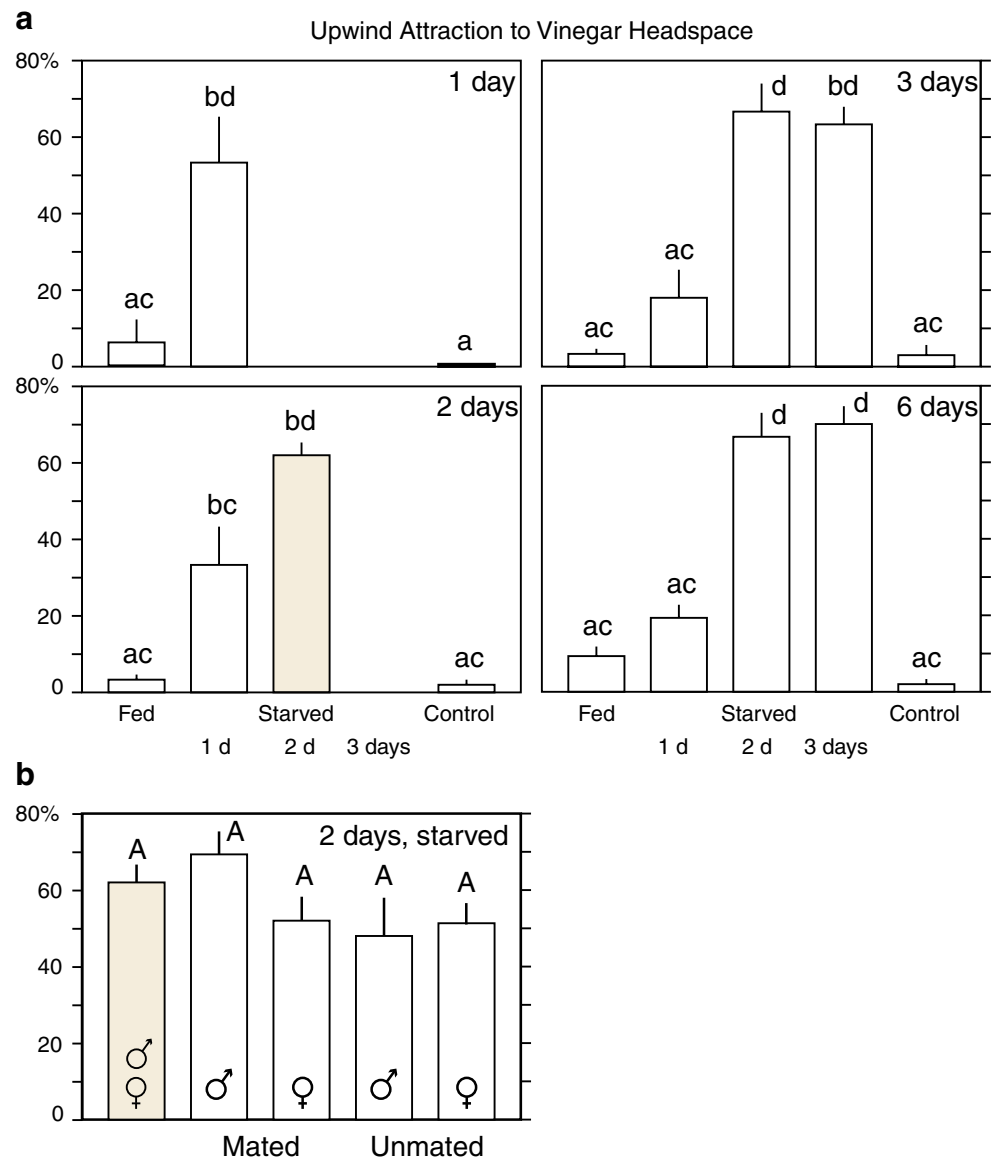 a
Upwind Attraction to Vinegar Headspace
80%
60
40
20
0
1 day
ac
bd
a
3 days
ac
ac
d
bd
ac
80%
60
40
20
0
2 days
ac
bc
bd
ac
6 days
ac
ac
d
d
ac
Fed Starved Control
1 d 2 d 3 days
Fed Starved Control
1 d 2 d 3 days
b
80%
60
40
20
0
2 days, starved
A A A A A
♂ ♀ ♂ ♀ ♂ ♀
Mated Unmated